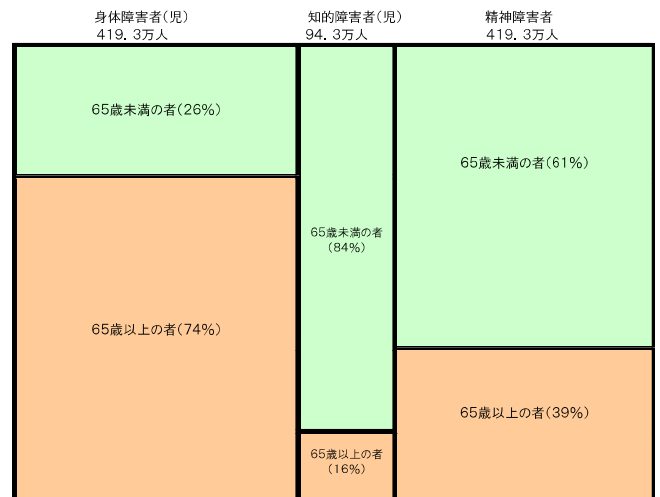 身体障害者(児)
419.3万人
知的障害者(児)
94.3万人
精神障害者
419.3万人
65歳未満の者(26%)
65歳以上の者(74%)
65歳未満の者
(84%)
65歳以上の者
(16%)
65歳未満の者(61%)
65歳以上の者(39%)